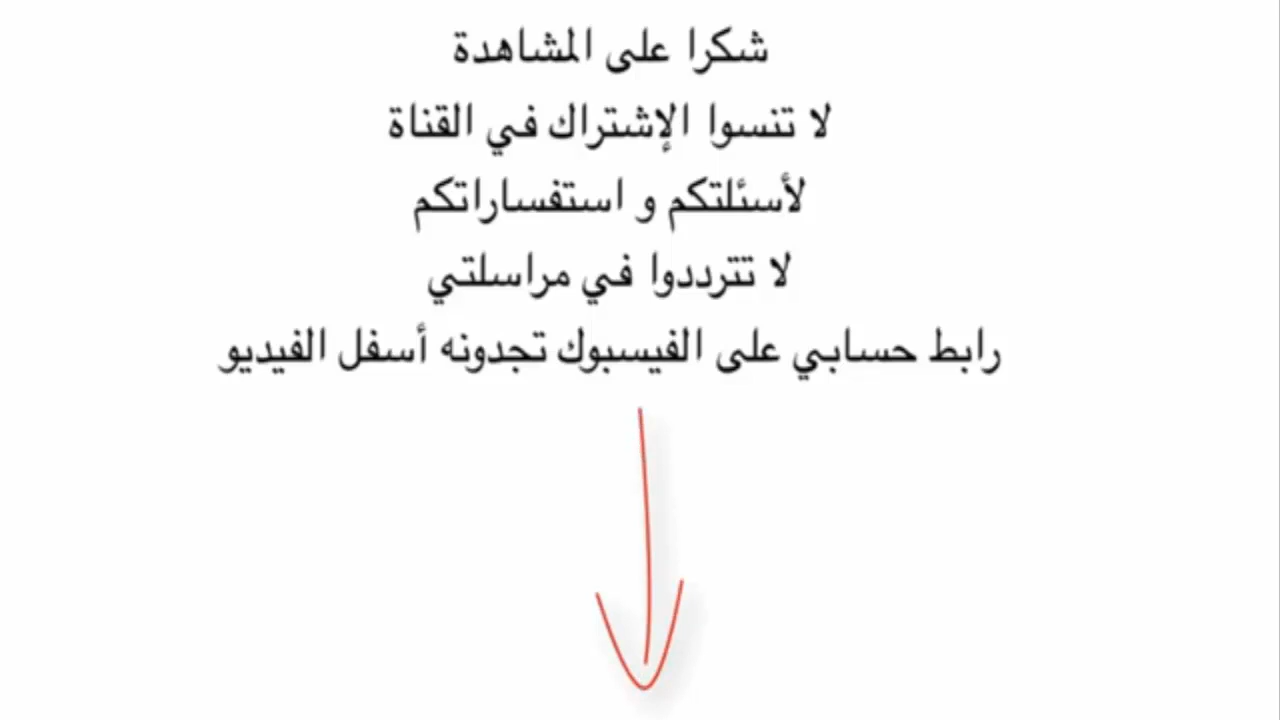 شكرا على المشاهدة
لا تنسوا الإشتراك في القناة
لأسئلتكم و استفساراتكم
لا تترددوا في مراسلتي
رابط حسابي على الفيسبوك تجدونه أسفل الفيديو